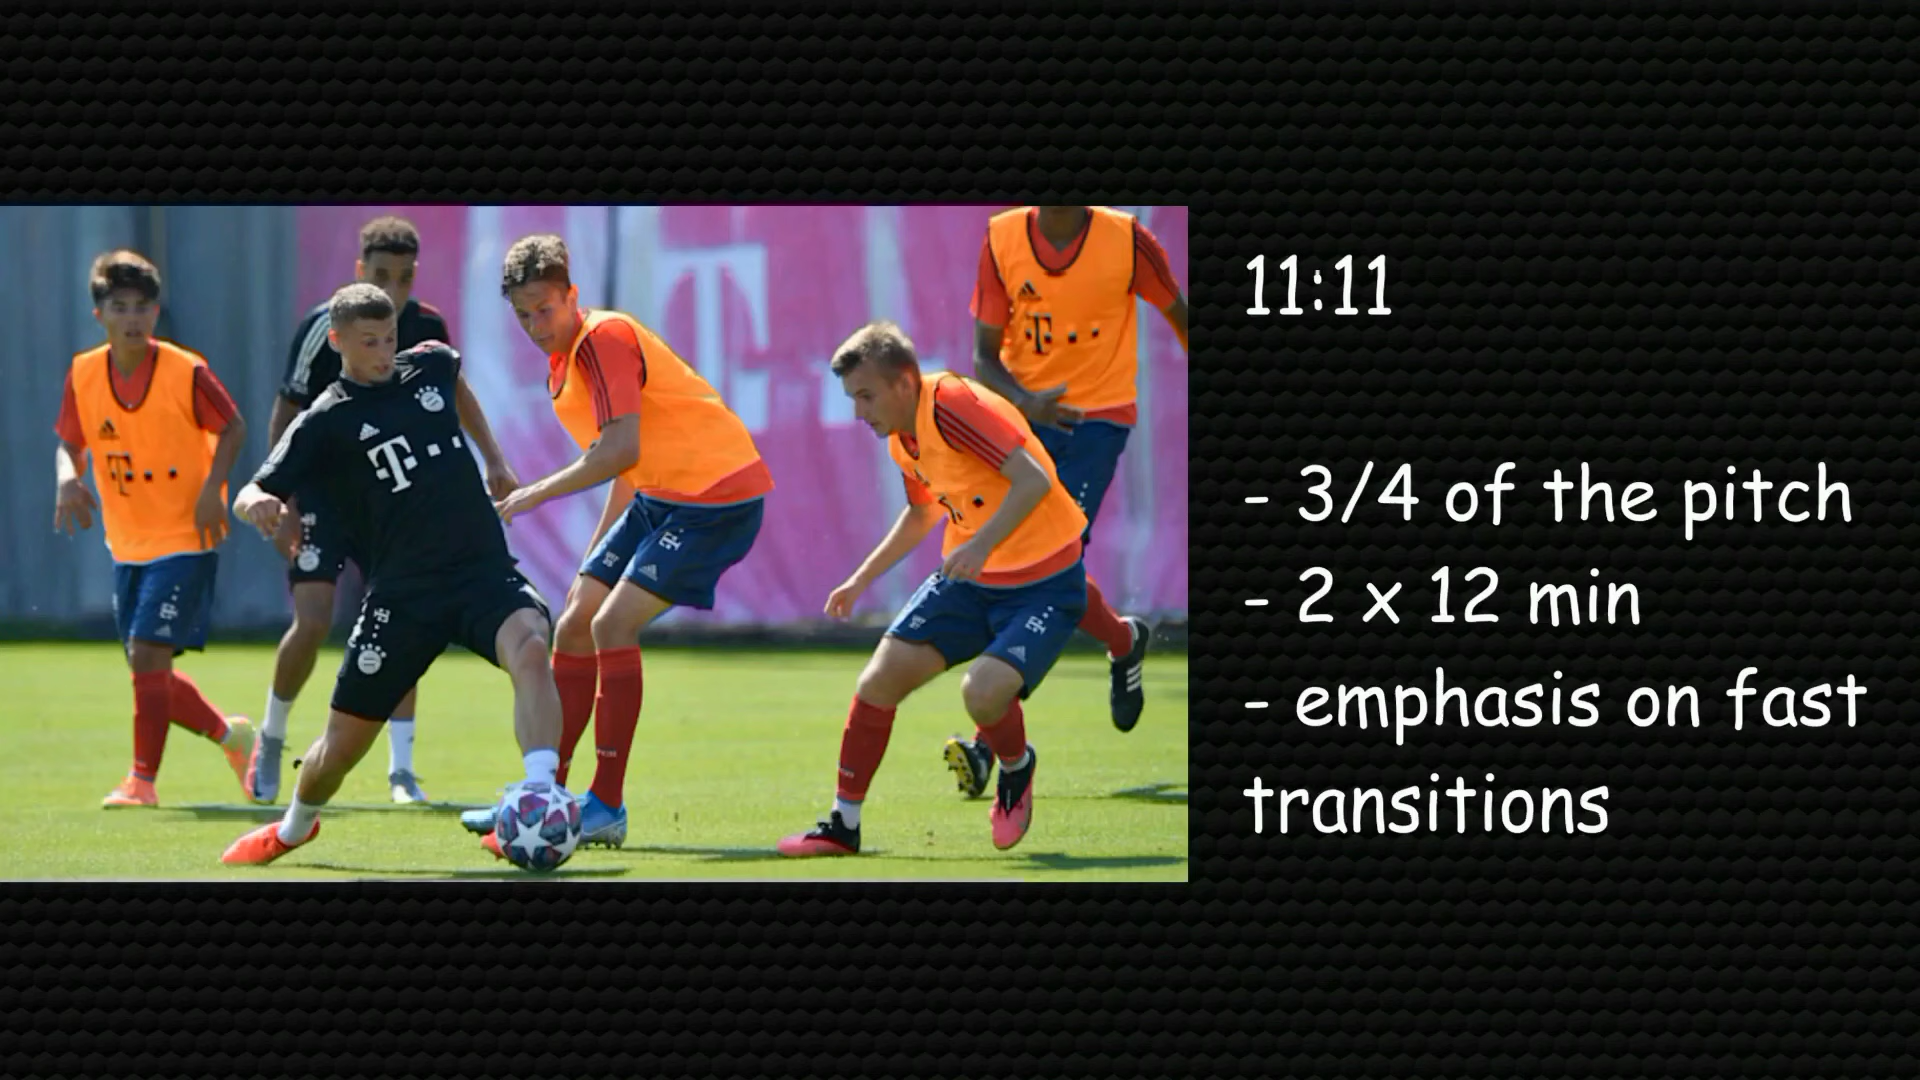 11:11
- 3/4 of the pitch
- 2 x 12 min
- emphasis on fast
transitions